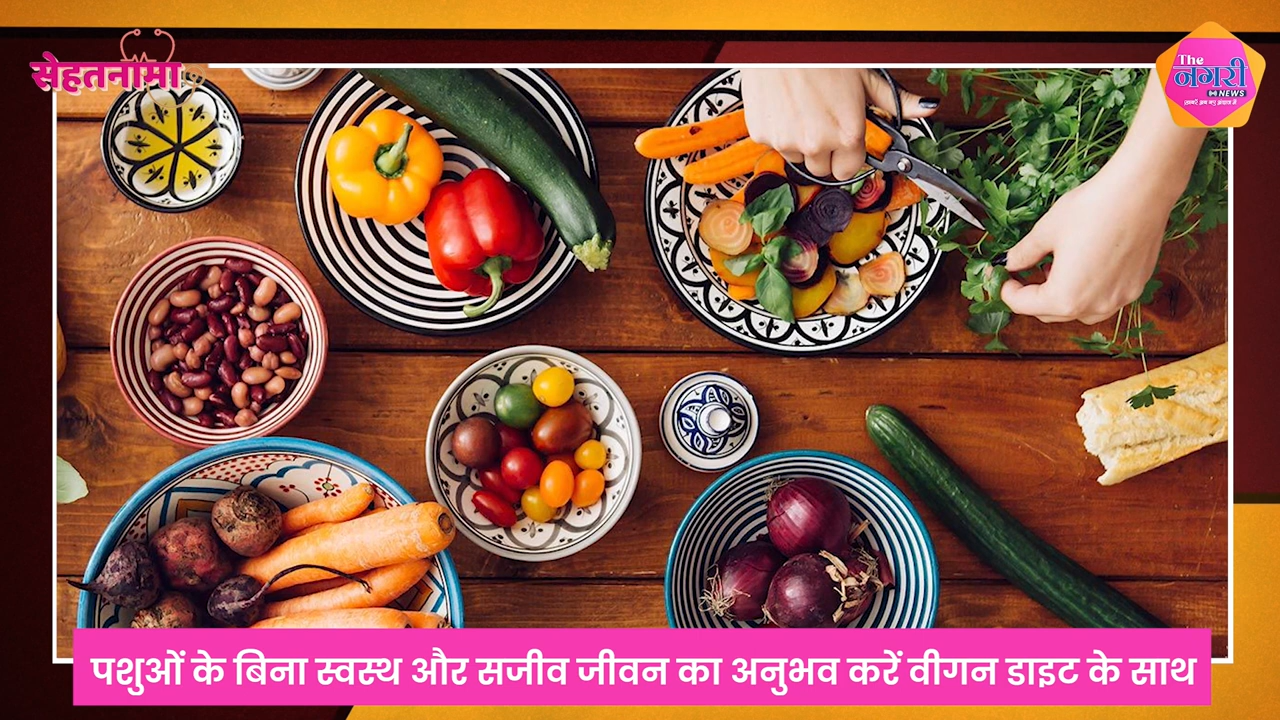 सेहतनामा
The
नगरी
NEWS
पशुओं के बिना स्वस्थ और सजीव जीवन का अनुभव करें वीगन डाइट के साथ